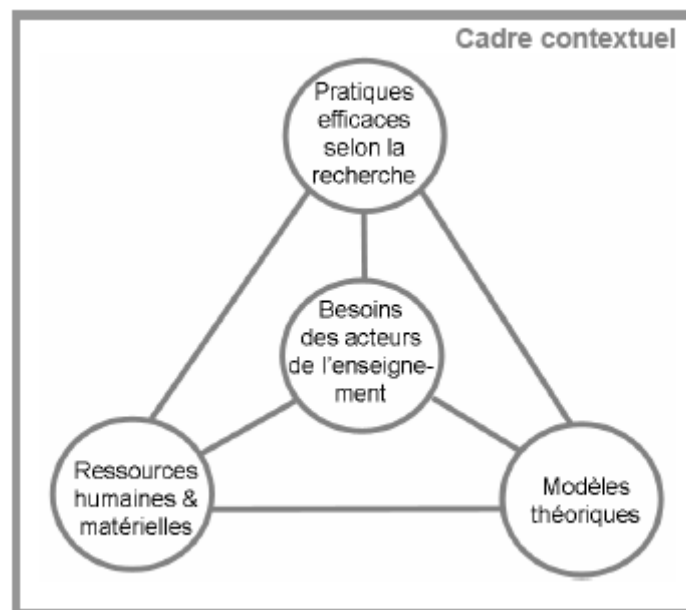 Cadre contextuel
Pratiques
efficaces
selon la
recherche
Besoins
des acteurs
de l'enseigne-
ment
Ressources
humaines &
matérielles
Modèles
théoriques